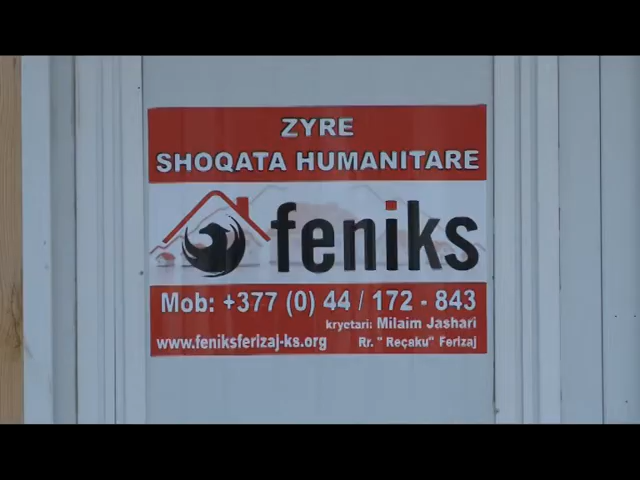 ZYRE
SHOQATA HUMANITARE
feniks
Mob: +377 (0) 44 / 172 - 843
kryetari: Milaim Jashari
www.feniksferizaj-ks.org Rr. " Reçaku" Ferizaj